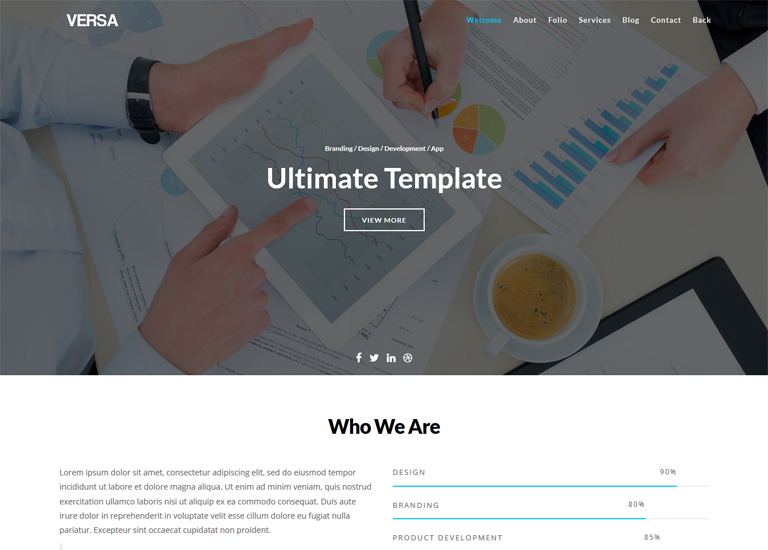 VERSA
Welcome About Folio Services Blog Contact Back
Branding / Design / Development / App
Ultimate Template
VIEW MORE
Who We Are
Lorem ipsum dolor sit amet, consectetur adipiscing elit, sed do eiusmod tempor
incididunt ut labore et dolore magna aliqua. Ut enim ad minim veniam, quis nostrud
exercitation ullamco laboris nisi ut aliquip ex ea commodo consequat. Duis aute
irure dolor in reprehenderit in voluptate velit esse cillum dolore eu fugiat nulla
pariatur. Excepteur sint occaecat cupidatat non proident.
DESIGN 90%
BRANDING 80%
PRODUCT DEVELOPMENT 85%